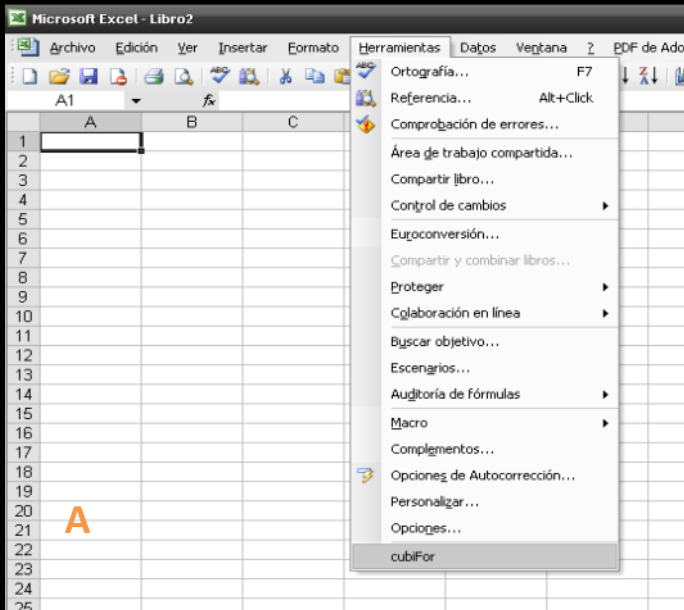 Microsoft Excel - Libro2
Archivo Edición Ver Insertar Formato Herramientas Datos Ventana ? PDF de Ado
A1 fx
A B C
1
2
3
4
5
6
7
8
9
10
11
12
13
14
15
16
17
18
19
20
21
22
23
24
25
A
Ortografía... F7
Referencia... Alt+Click
Comprobación de errores...
Área de trabajo compartida...
Compartir libro...
Control de cambios
Euroconversión...
Compartir y combinar libros...
Proteger
Colaboración en línea
Buscar objetivo...
Escenarios...
Auditoría de fórmulas
Macro
Complementos...
Opciones de Autocorrección...
Personalizar...
Opciones...
cubiFor